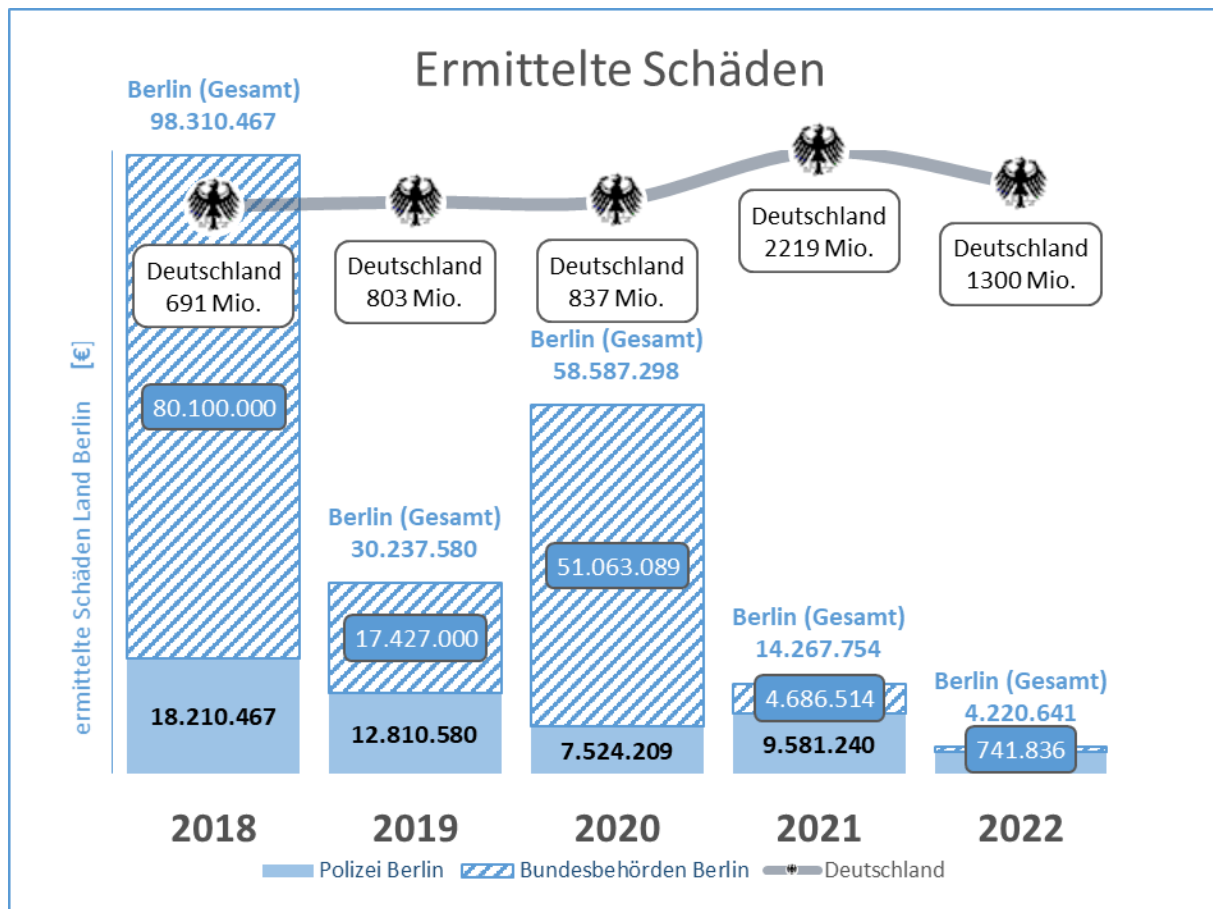 Ermittelte Schäden
Berlin (Gesamt)
98.310.467
Deutschland
691 Mio.
Deutschland
803 Mio.
Deutschland
837 Mio.
Deutschland
2219 Mio.
Deutschland
1300 Mio.
ermittelte Schäden Land Berlin [€]
80.100.000
18.210.467
Berlin (Gesamt)
30.237.580
17.427.000
12.810.580
Berlin (Gesamt)
58.587.298
51.063.089
7.524.209
Berlin (Gesamt)
14.267.754
4.686.514
9.581.240
Berlin (Gesamt)
4.220.641
741.836
2018 2019 2020 2021 2022
Polizei Berlin Bundesbehörden Berlin Deutschland